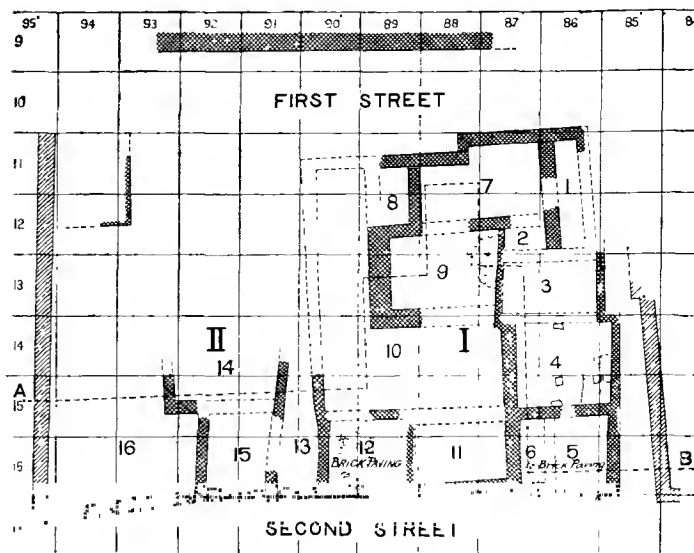 95' 94 93 92 91 90 89 88 87 86 85'
9
10
FIRST STREET
11
7 1
12
8
2
9
13
3
II I
14
14 10
4
A
15
16 15 13 12 11 6 5
BRICK PAVING BRICK PAVING B
16
SECOND STREET